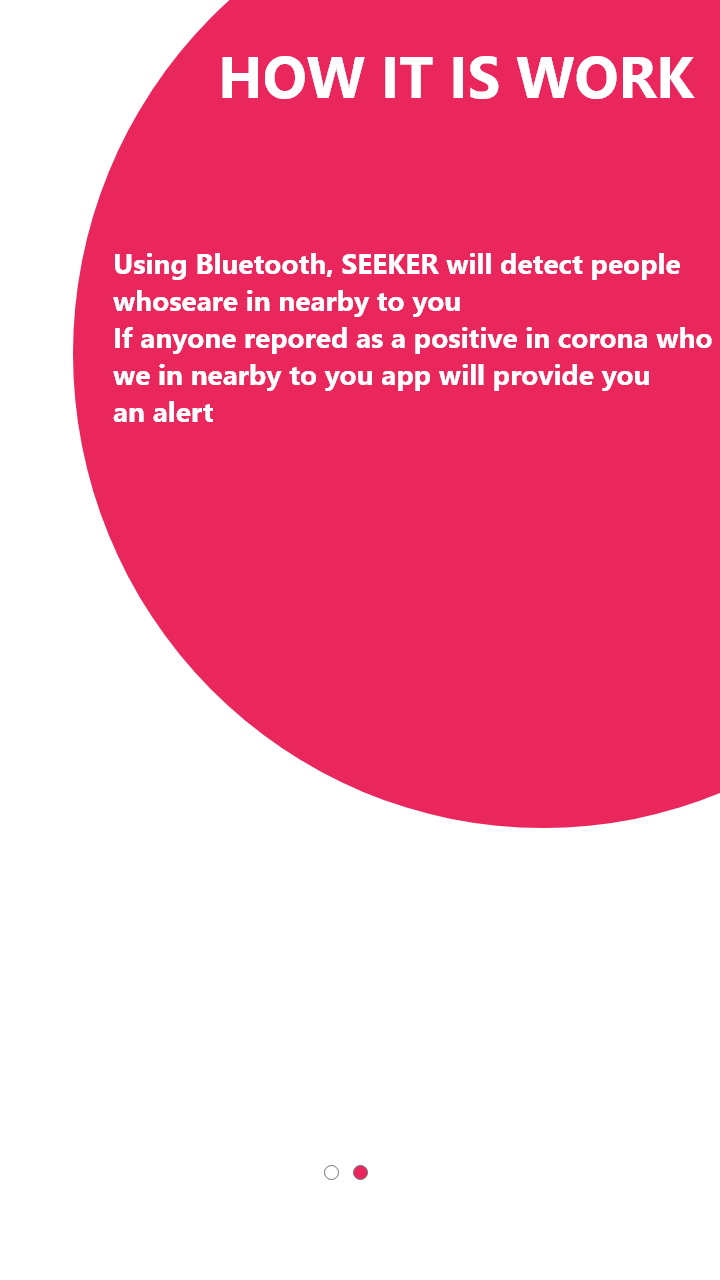 HOW IT IS WORK
Using Bluetooth, SEEKER will detect people
whoseare in nearby to you
If anyone repored as a positive in corona who
we in nearby to you app will provide you
an alert